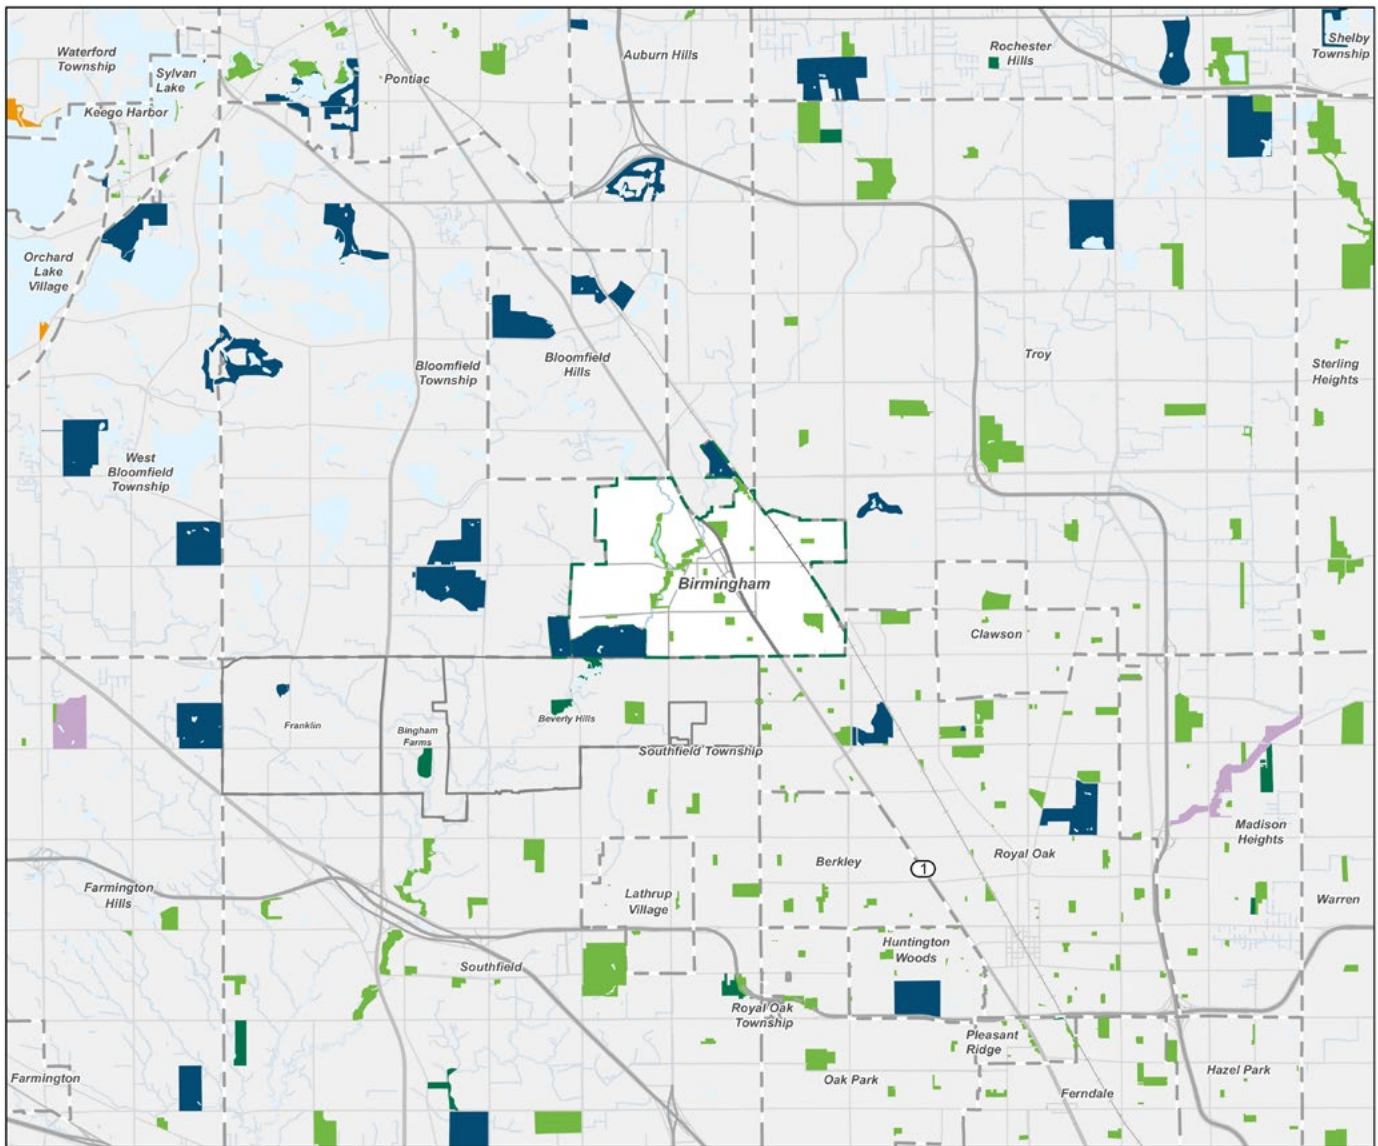 Waterford
Township
Sylvan
Lake
Pontiac
Auburn Hills
Rochester
Hills
Shelby
Township
Keego Harbor
Orchard
Lake
Village
Bloomfield
Township
Bloomfield
Hills
Troy
Sterling
Heights
West
Bloomfield
Township
Birmingham
Clawson
Franklin
Bingham
Farms
Beverly Hills
Southfield Township
Madison
Heights
Berkley
1
Royal Oak
Farmington
Hills
Lathrup
Village
Warren
Huntington
Woods
Southfield
Royal Oak
Township
Pleasant
Ridge
Farmington
Oak Park
Hazel Park
Ferndale